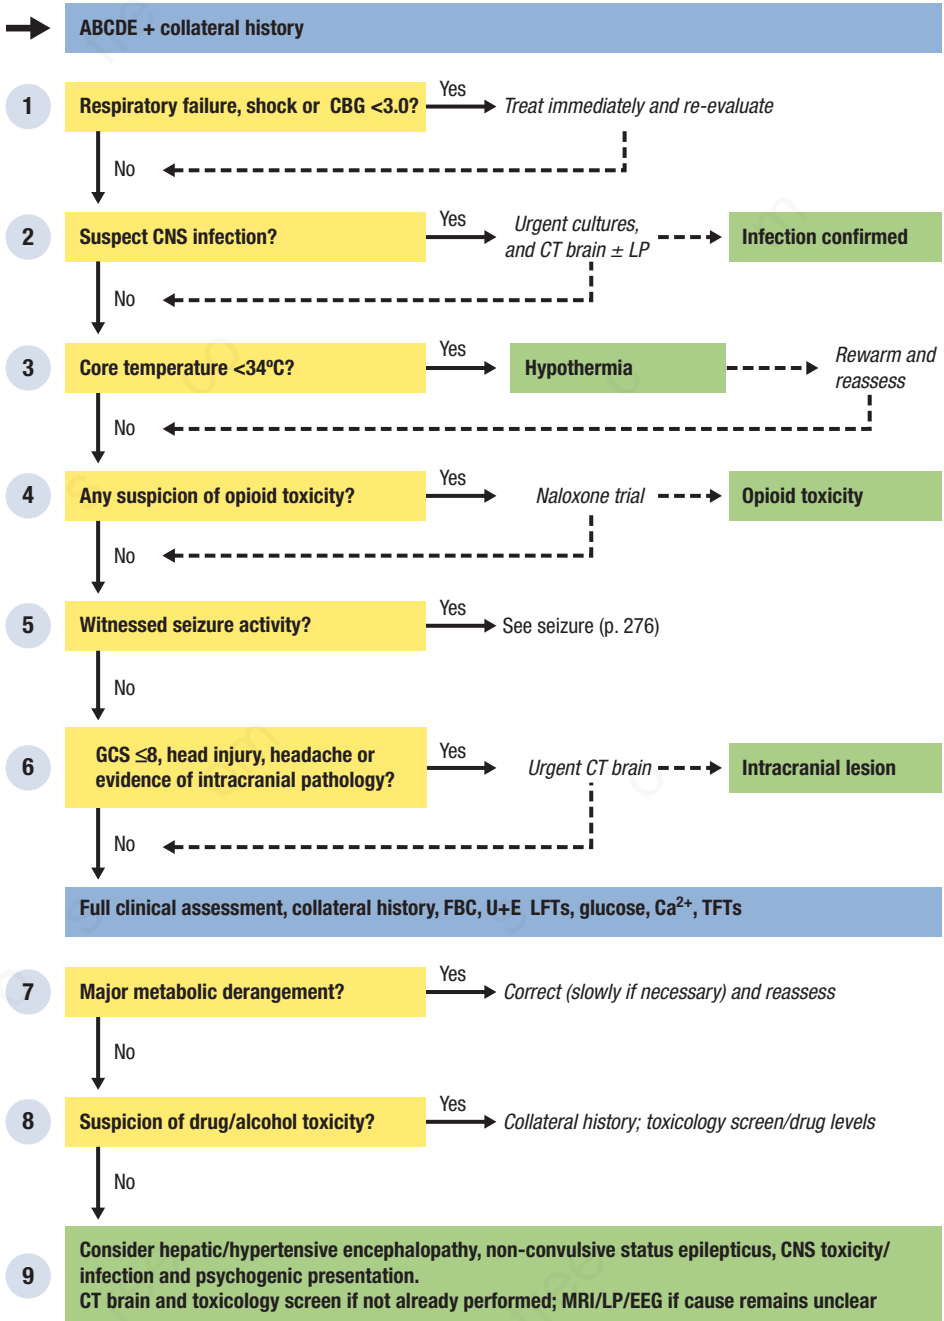 ABCDE + collateral history
1
Respiratory failure, shock or CBG <3.0?
Yes
Treat immediately and re-evaluate
No
2
Suspect CNS infection?
Yes
Urgent cultures,
and CT brain ± LP
Infection confirmed
No
3
Core temperature <34ºC?
Yes
Hypothermia
Rewarm and
reassess
No
4
Any suspicion of opioid toxicity?
Yes
Naloxone trial
Opioid toxicity
No
5
Witnessed seizure activity?
Yes
See seizure (p. 276)
No
6
GCS ≤8, head injury, headache or
evidence of intracranial pathology?
Yes
Urgent CT brain
Intracranial lesion
No
Full clinical assessment, collateral history, FBC, U+E LFTs, glucose, Ca²⁺, TFTs
7
Major metabolic derangement?
Yes
Correct (slowly if necessary) and reassess
No
8
Suspicion of drug/alcohol toxicity?
Yes
Collateral history; toxicology screen/drug levels
No
9
Consider hepatic/hypertensive encephalopathy, non-convulsive status epilepticus, CNS toxicity/
infection and psychogenic presentation.
CT brain and toxicology screen if not already performed; MRI/LP/EEG if cause remains unclear